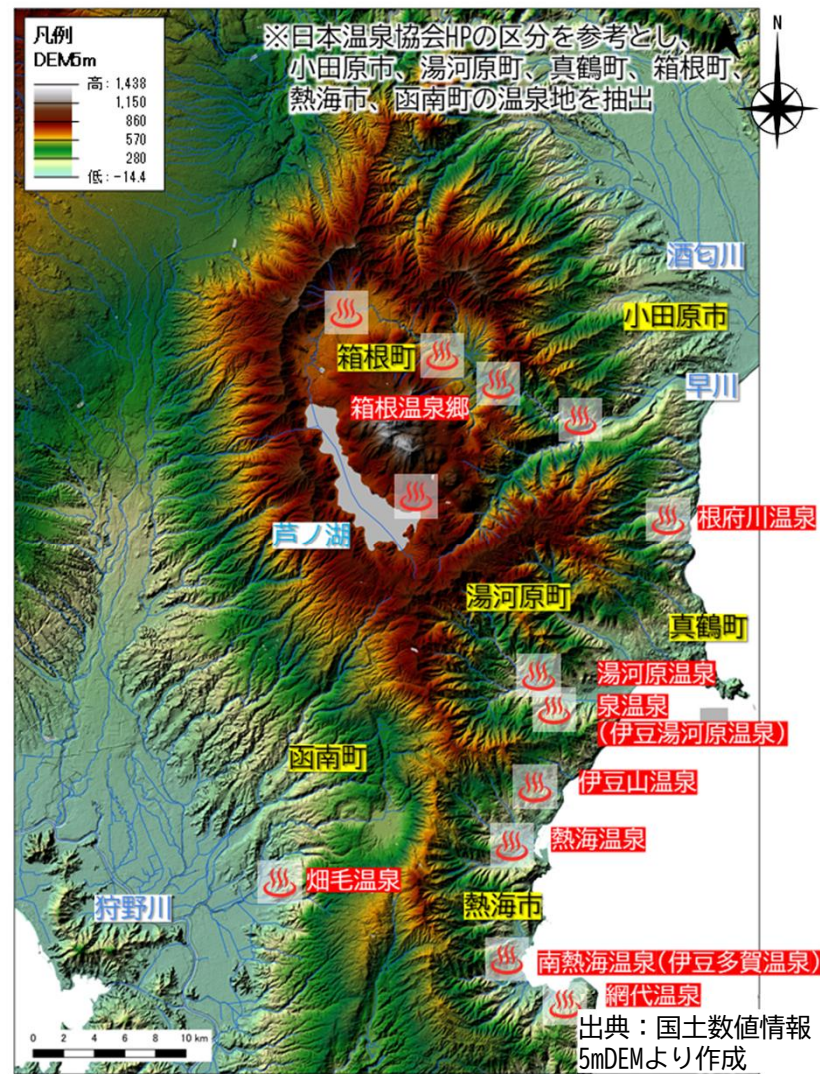 凡例
DEM5m
高: 1,438
1,150
860
570
280
低: -14.4
※日本温泉協会HPの区分を参考とし、
小田原市、湯河原町、真鶴町、箱根町、
熱海市、函南町の温泉地を抽出
N
酒匂川
小田原市
箱根町
早川
箱根温泉郷
根府川温泉
芦ノ湖
湯河原町
真鶴町
湯河原温泉
泉温泉
(伊豆湯河原温泉)
函南町
伊豆山温泉
熱海温泉
畑毛温泉
狩野川
熱海市
南熱海温泉(伊豆多賀温泉)
網代温泉
出典：国土数値情報
5mDEMより作成
0 2 4 6 8 10 km